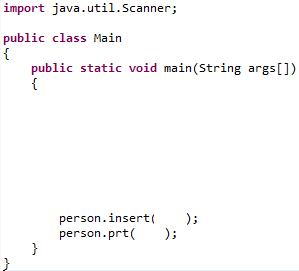 import java.util.Scanner;
public class Main
{
public static void main(String args[])
{
person.insert(    );
person.prt(    );
}
}